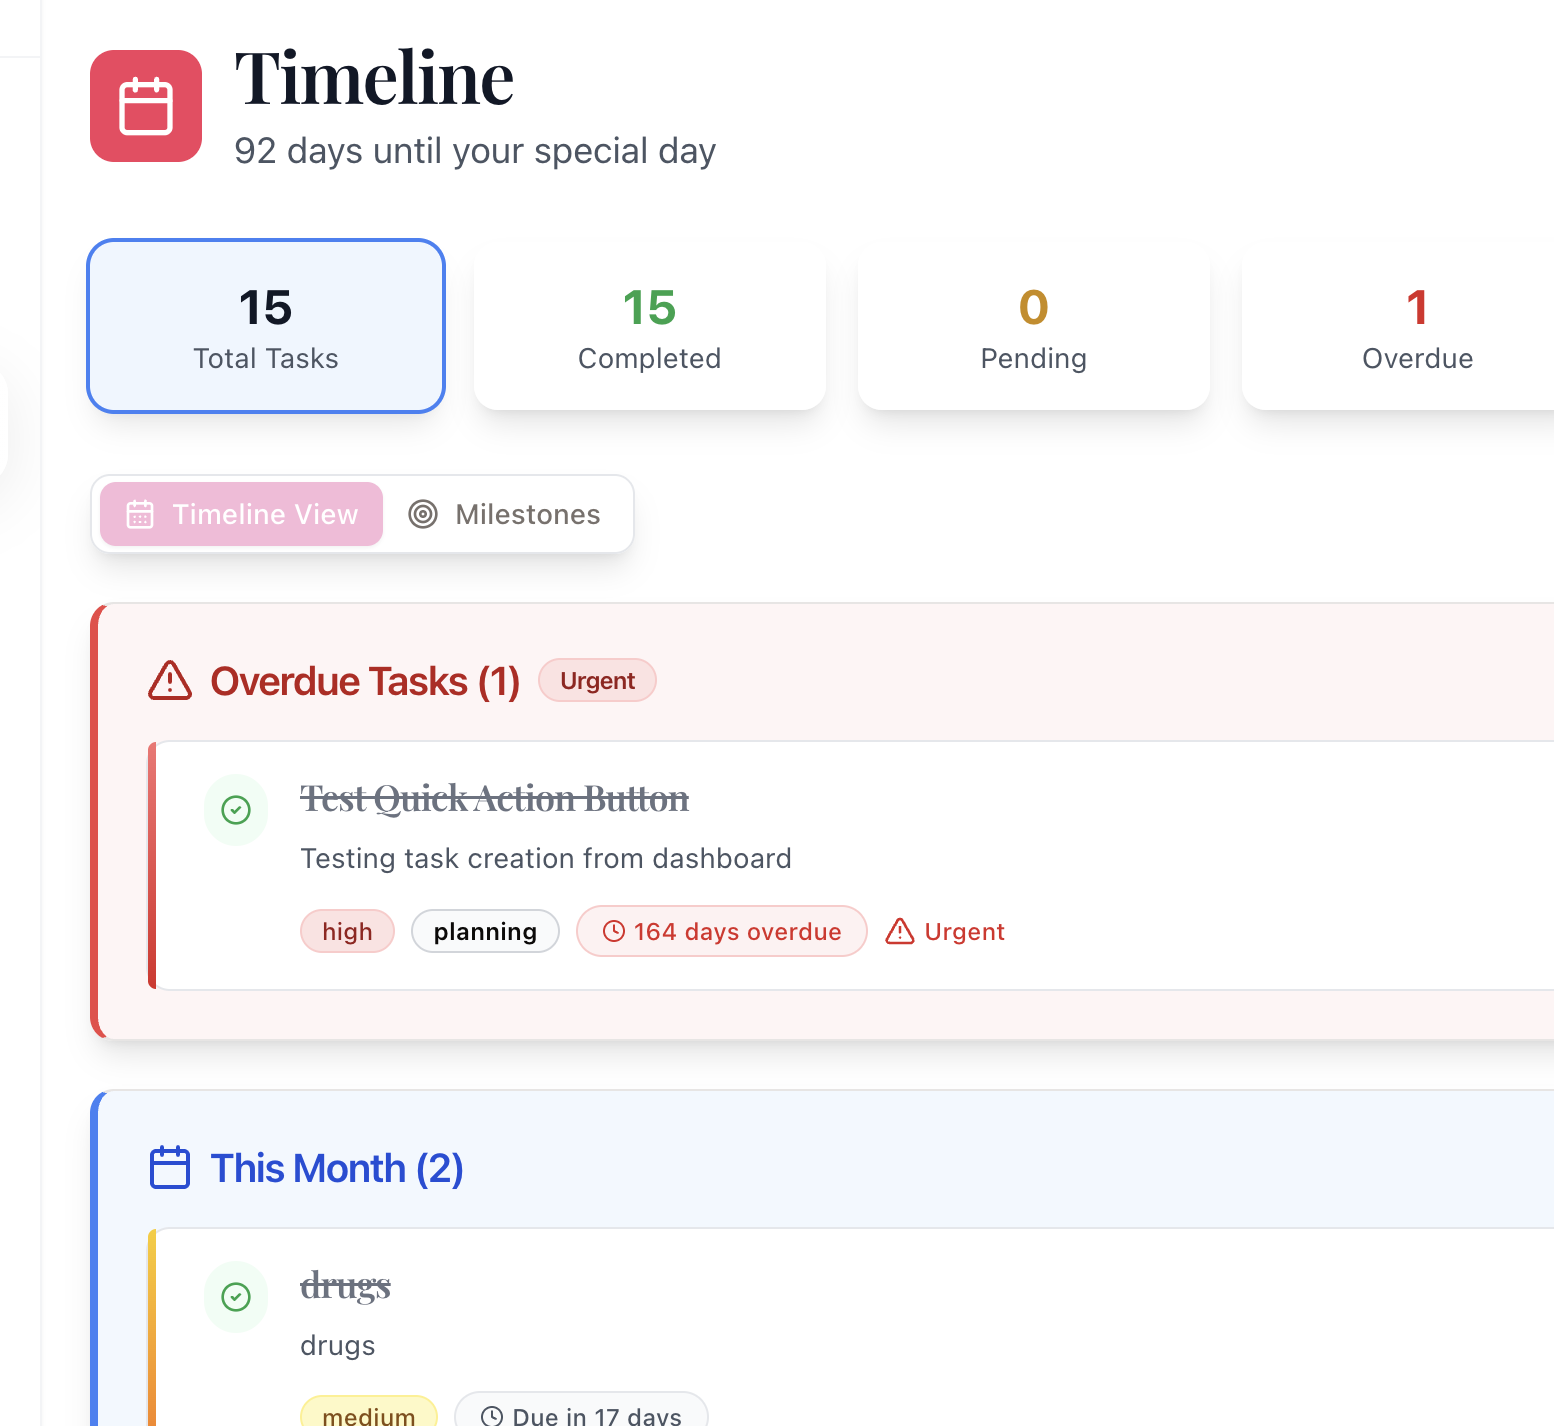 Timeline
92 days until your special day
15
Total Tasks
15
Completed
0
Pending
1
Overdue
Timeline View
Milestones
Overdue Tasks (1)
Urgent
Test Quick Action Button
Testing task creation from dashboard
high
planning
164 days overdue
Urgent
This Month (2)
drugs
drugs
medium
Due in 17 days